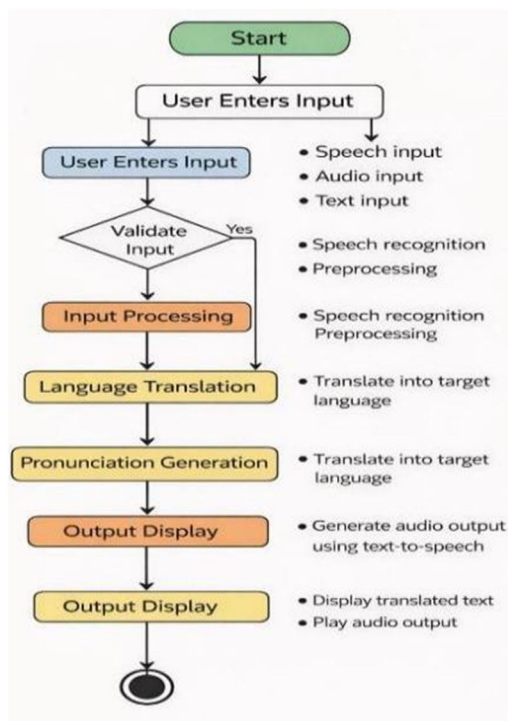 Start
User Enters Input
User Enters Input
• Speech input
• Audio input
• Text input
Validate
Input
Yes
• Speech recognition
• Preprocessing
Input Processing
• Speech recognition
Preprocessing
Language Translation
• Translate into target
language
Pronunciation Generation
• Translate into target
language
Output Display
• Generate audio output
using text-to-speech
Output Display
• Display translated text
• Play audio output